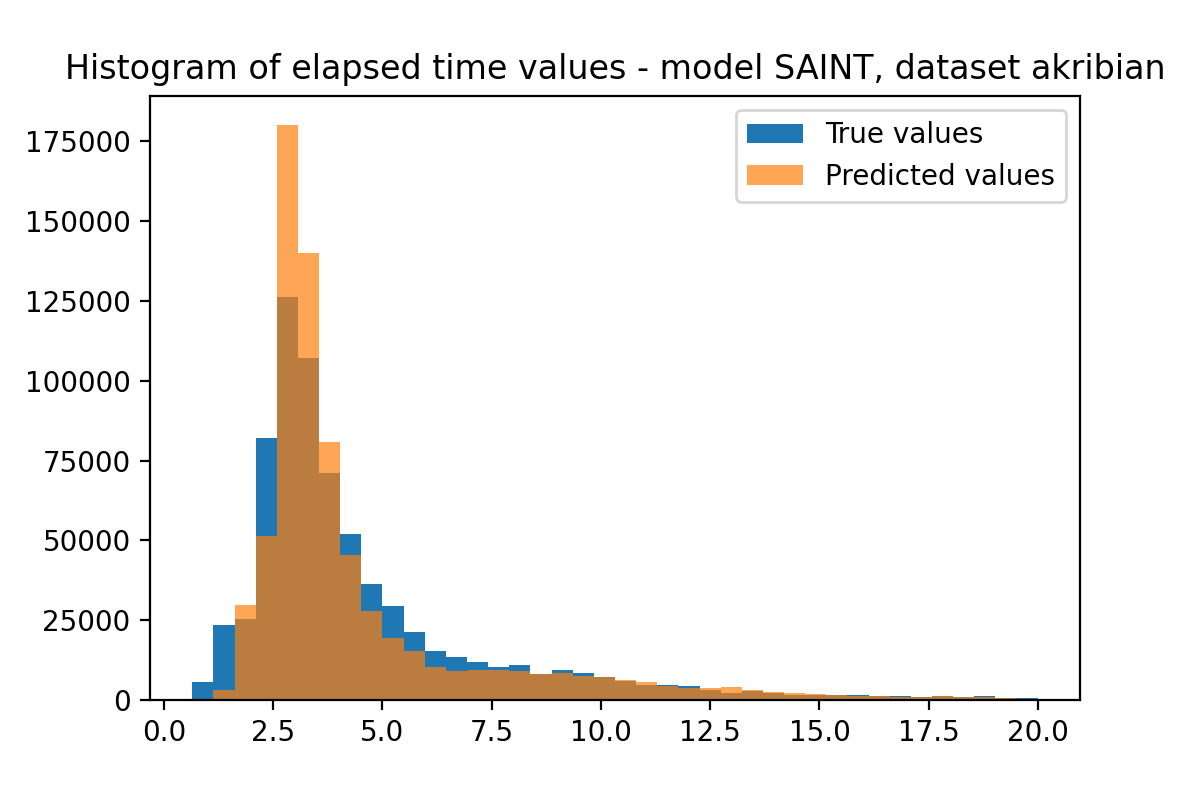 Histogram of elapsed time values - model SAINT, dataset akribian
True values
Predicted values
175000
150000
125000
100000
75000
50000
25000
0
0.0 2.5 5.0 7.5 10.0 12.5 15.0 17.5 20.0